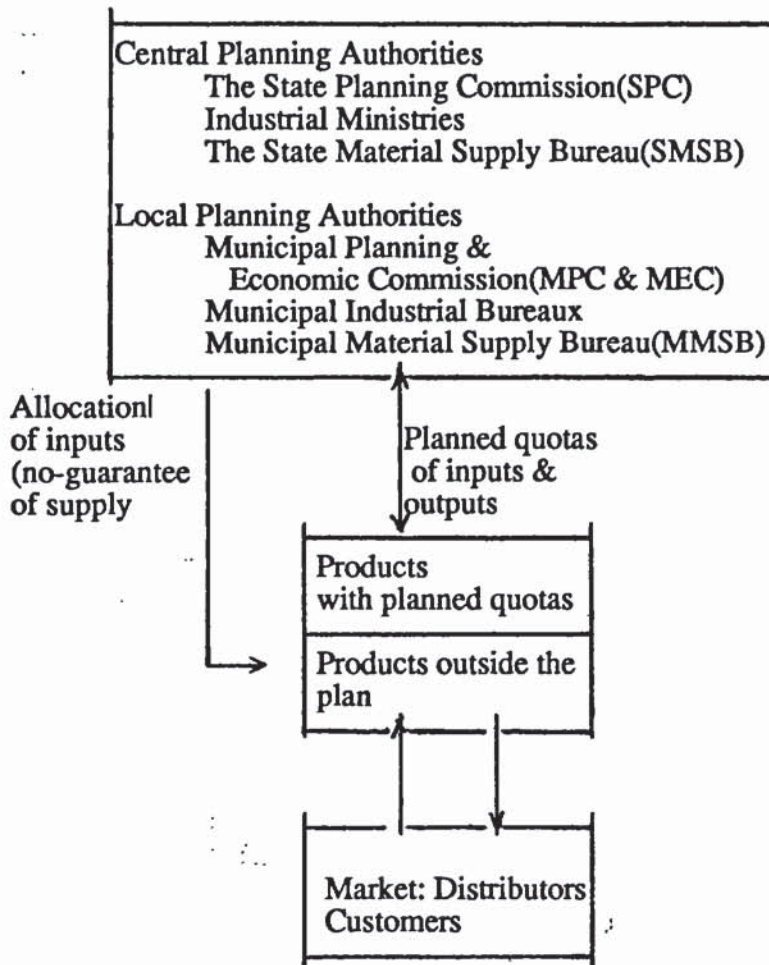 Central Planning Authorities
The State Planning Commission(SPC)
Industrial Ministries
The State Material Supply Bureau(SMSB)
Local Planning Authorities
Municipal Planning &
Economic Commission(MPC & MEC)
Municipal Industrial Bureaux
Municipal Material Supply Bureau(MMSB)
Allocation
of inputs
(no-guarantee
of supply
Planned quotas
of inputs &
outputs
Products
with planned quotas
Products outside the
plan
Market: Distributors
Customers